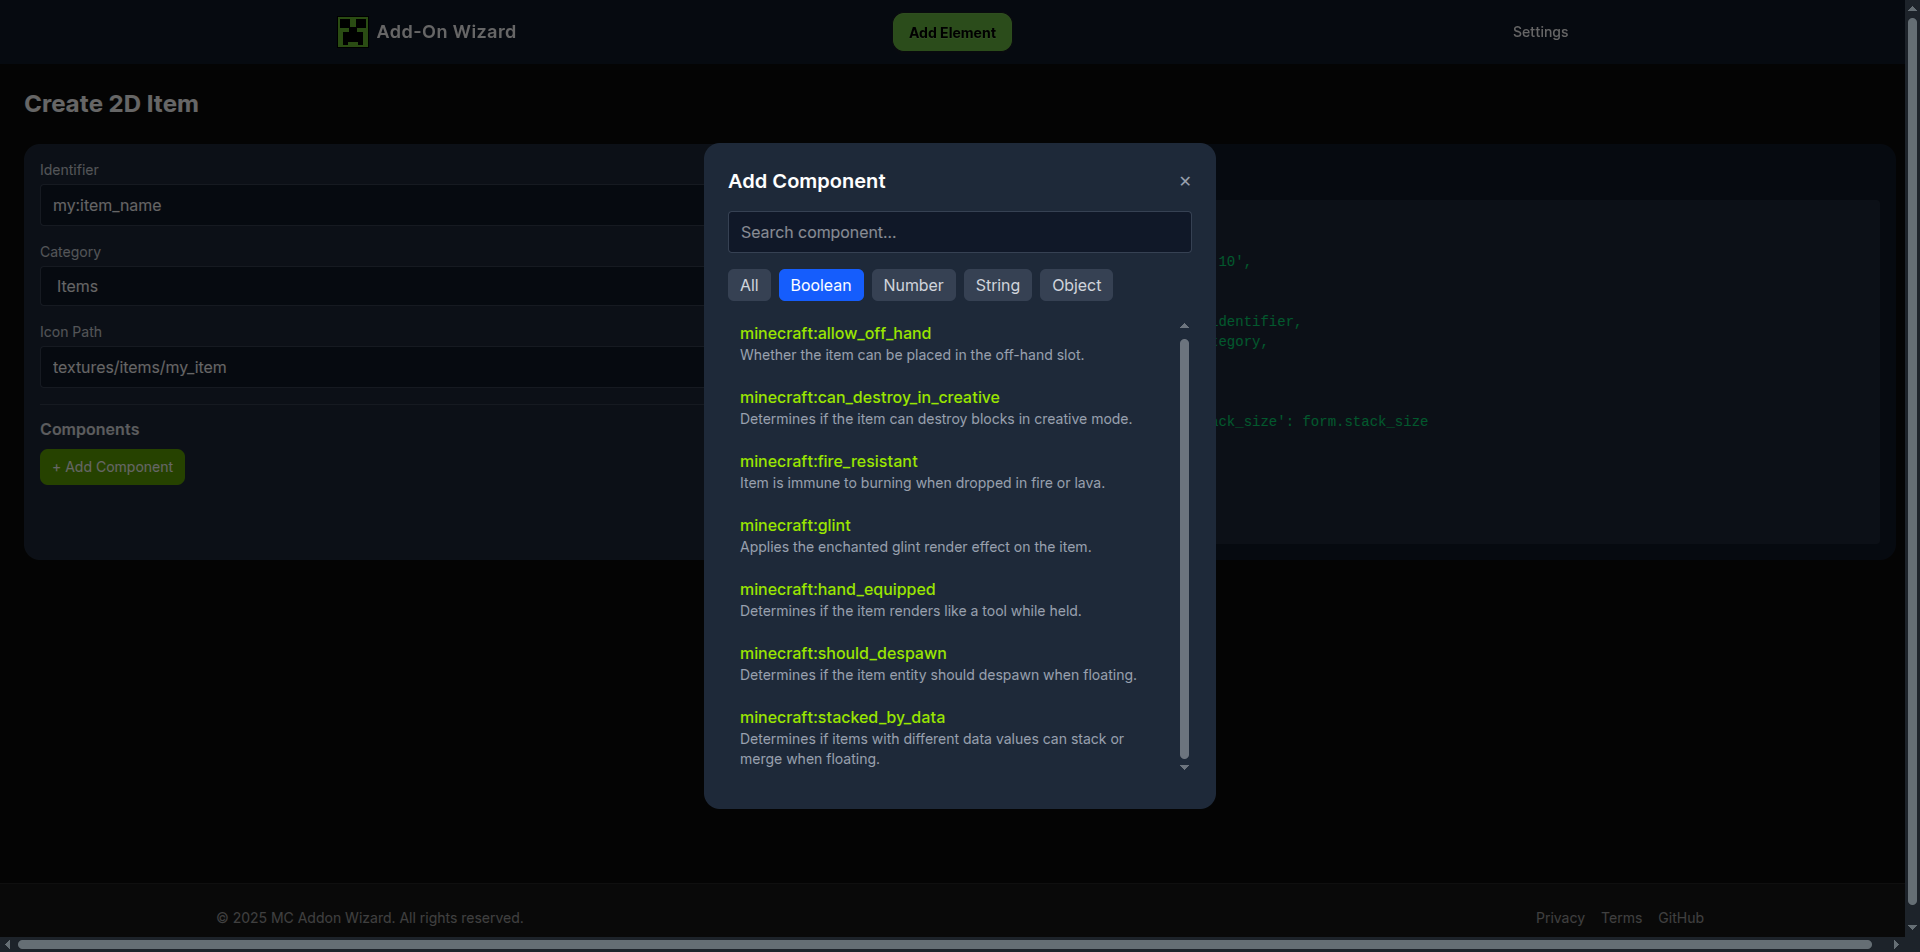 Add-On Wizard
Add Element
Settings
Create 2D Item
Identifier
my:item_name
Category
Items
Icon Path
textures/items/my_item
Components
+ Add Component
Add Component
×
Search component...
All
Boolean
Number
String
Object
minecraft:allow_off_hand
Whether the item can be placed in the off-hand slot.
minecraft:can_destroy_in_creative
Determines if the item can destroy blocks in creative mode.
minecraft:fire_resistant
Item is immune to burning when dropped in fire or lava.
minecraft:glint
Applies the enchanted glint render effect on the item.
minecraft:hand_equipped
Determines if the item renders like a tool while held.
minecraft:should_despawn
Determines if the item entity should despawn when floating.
minecraft:stacked_by_data
Determines if items with different data values can stack or
merge when floating.
10',
dentifier,
egory,
ck_size': form.stack_size
© 2025 MC Addon Wizard. All rights reserved.
Privacy
Terms
GitHub